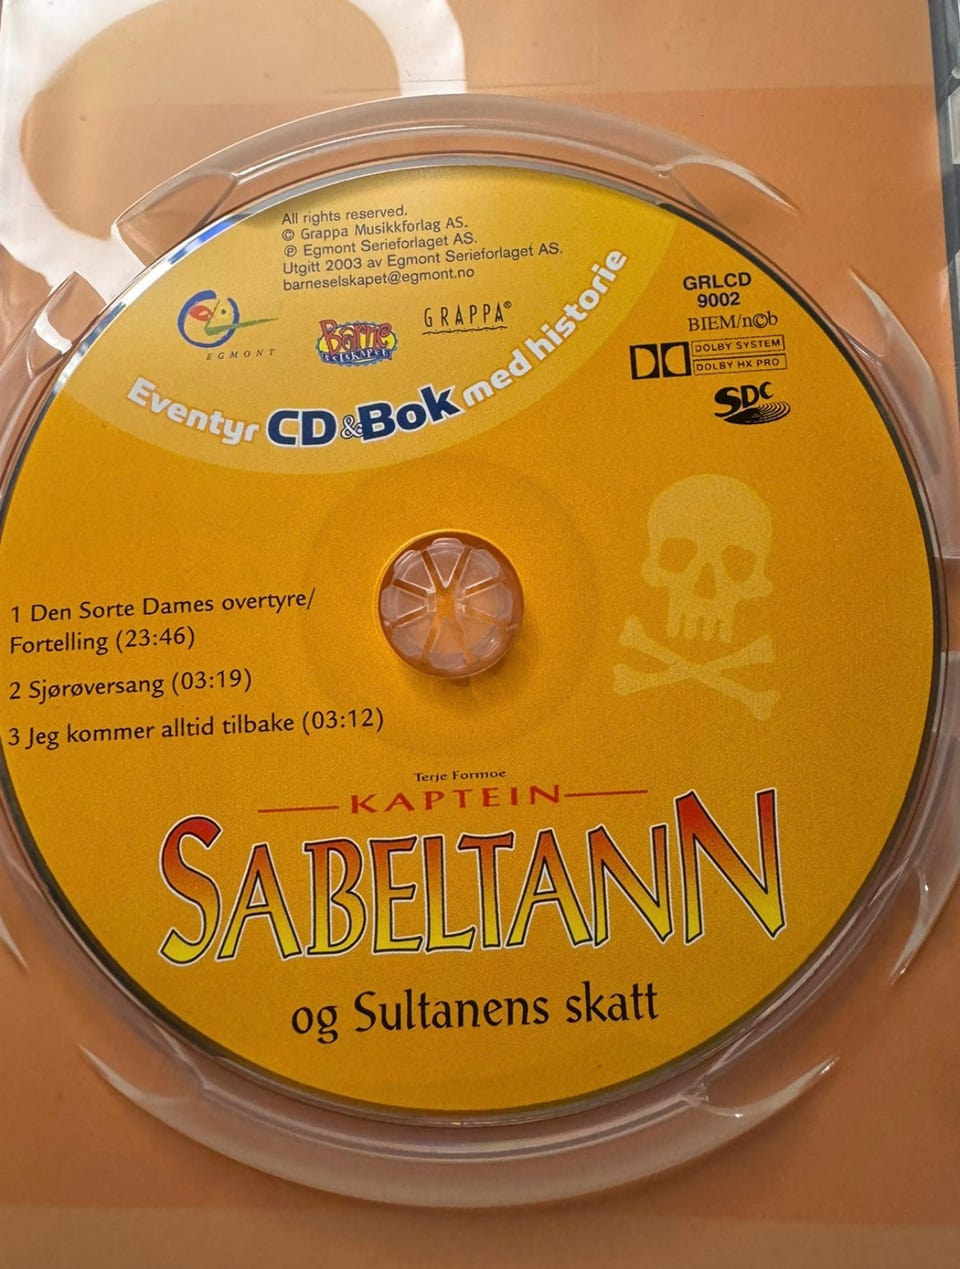 All rights reserved.
© Grappa Musikkforlag AS.
℗ Egmont Serieforlaget AS.
Utgitt 2003 av Egmont Serieforlaget AS.
barneselskapet@egmont.no
EGMONT
Barne
selskapet
GRAPPA®
Eventyr CD & Bok med historie
GRLCD
9002
BIEM/n©b
DOLBY SYSTEM
DOLBY HX PRO
SDC
1 Den Sorte Dames overtyre/
Fortelling (23:46)
2 Sjørøversang (03:19)
3 Jeg kommer alltid tilbake (03:12)
Terje Formoe
KAPTEIN
SABELTANN
og Sultanens skatt